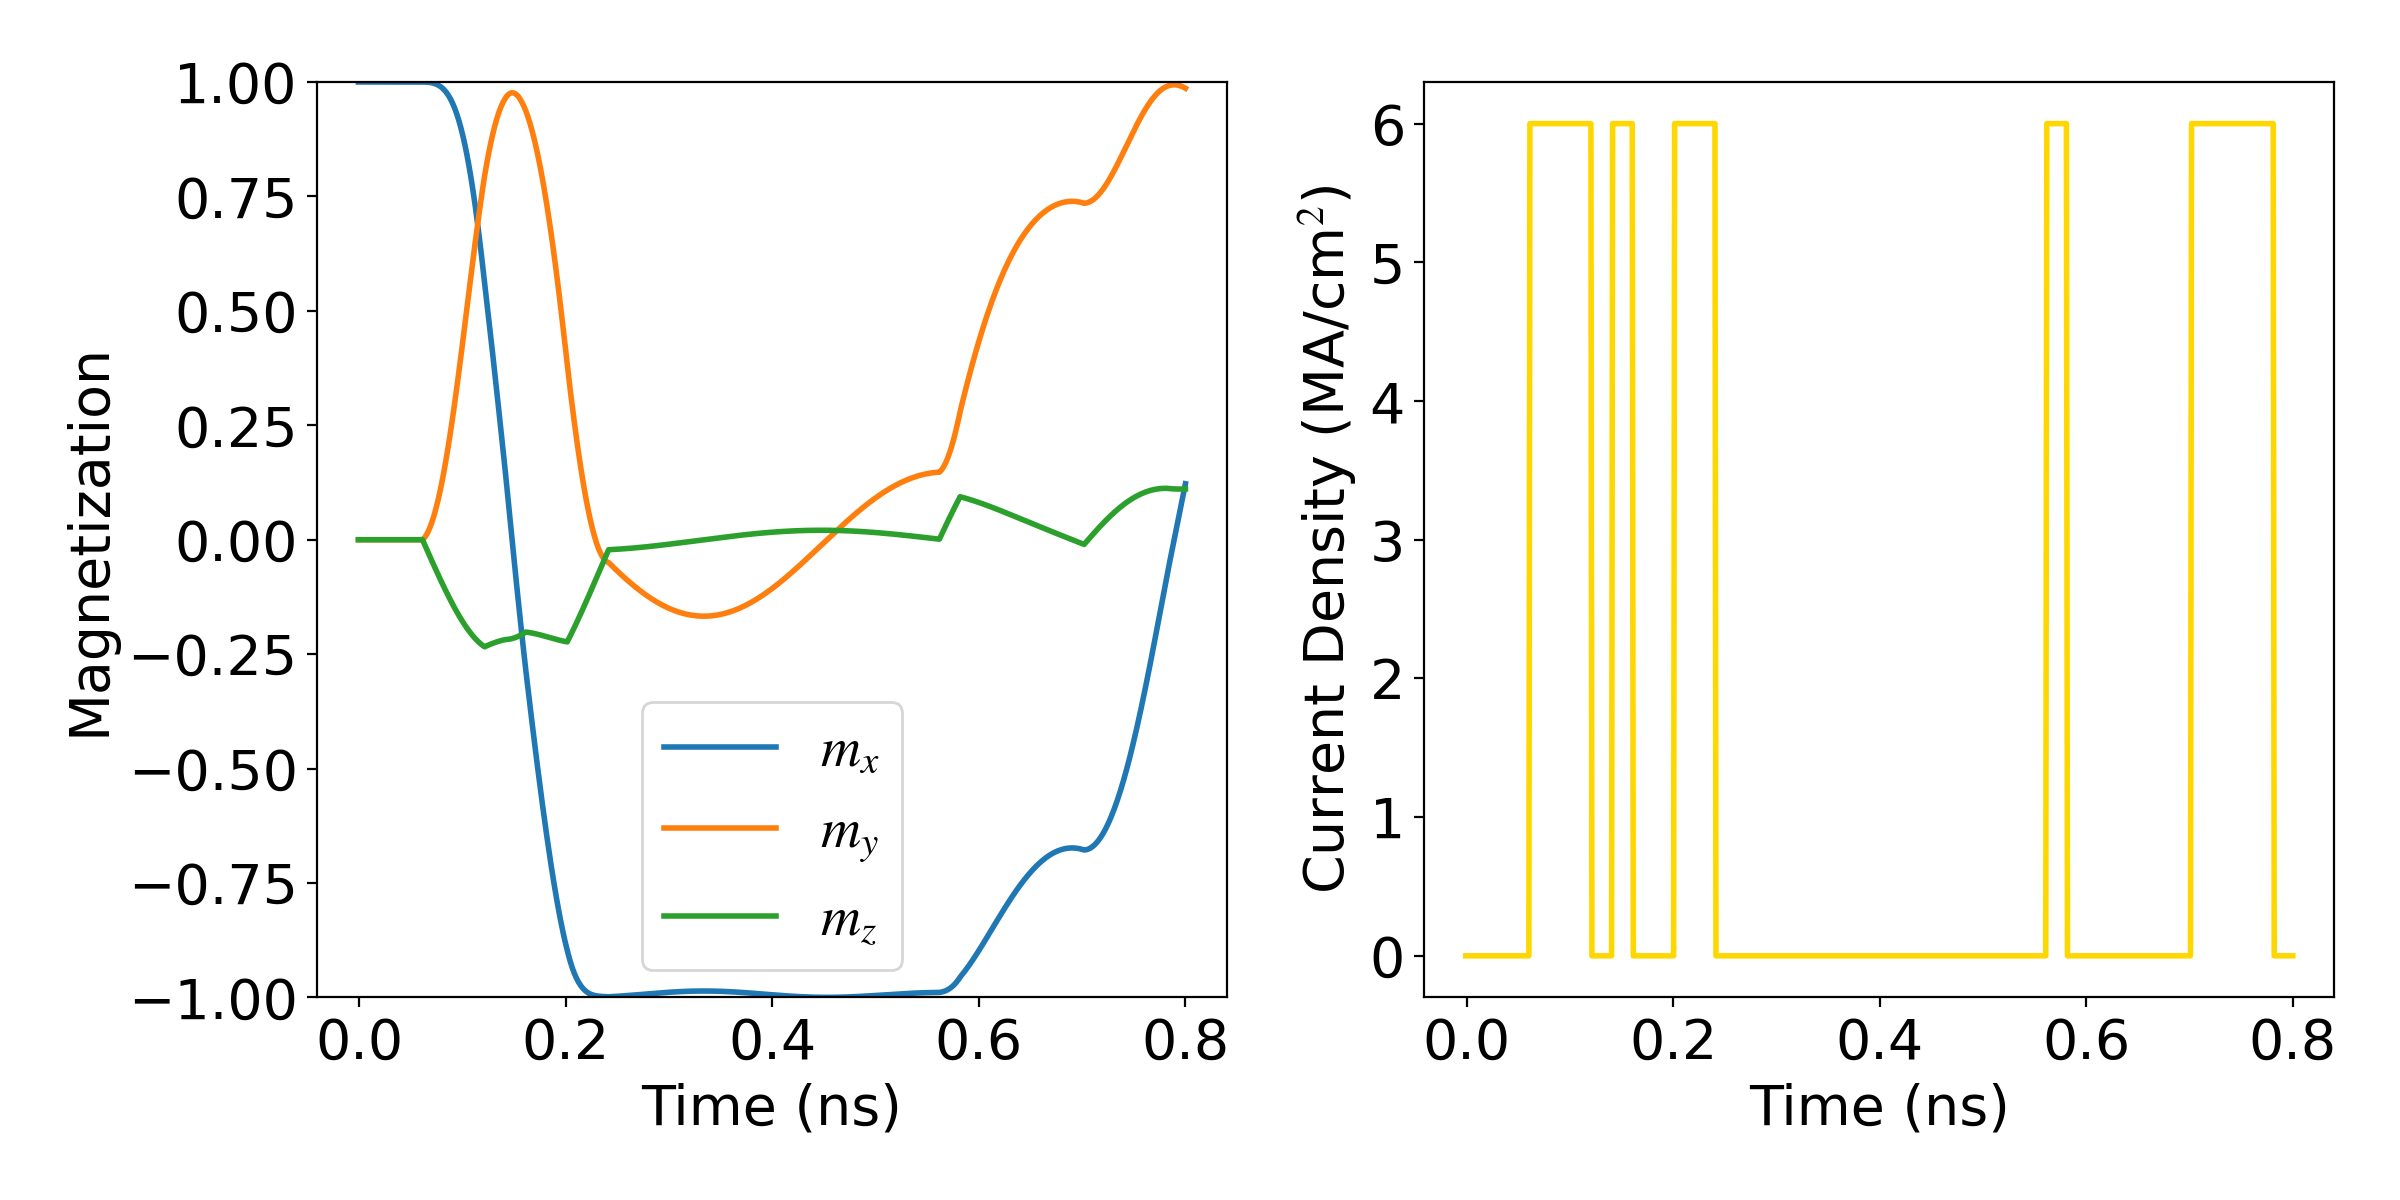 Magnetization
1.00
0.75
0.50
0.25
0.00
−0.25
−0.50
−0.75
−1.00
0.0 0.2 0.4 0.6 0.8
Time (ns)
m_x
m_y
m_z
Current Density (MA/cm²)
6
5
4
3
2
1
0
0.0 0.2 0.4 0.6 0.8
Time (ns)